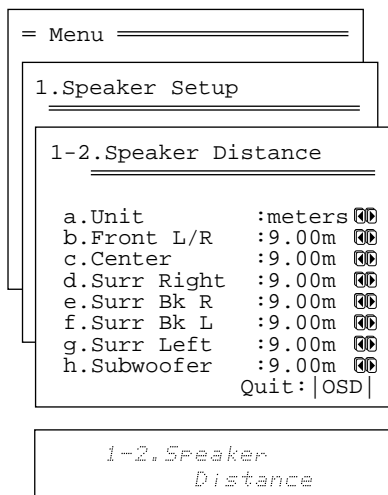 = Menu
1.Speaker Setup
1-2.Speaker Distance
a.Unit :meters
b.Front L/R :9.00m
c.Center :9.00m
d.Surr Right :9.00m
e.Surr Bk R :9.00m
f.Surr Bk L :9.00m
g.Surr Left :9.00m
h.Subwoofer :9.00m
Quit:|OSD|
1-2.Speaker
Distance